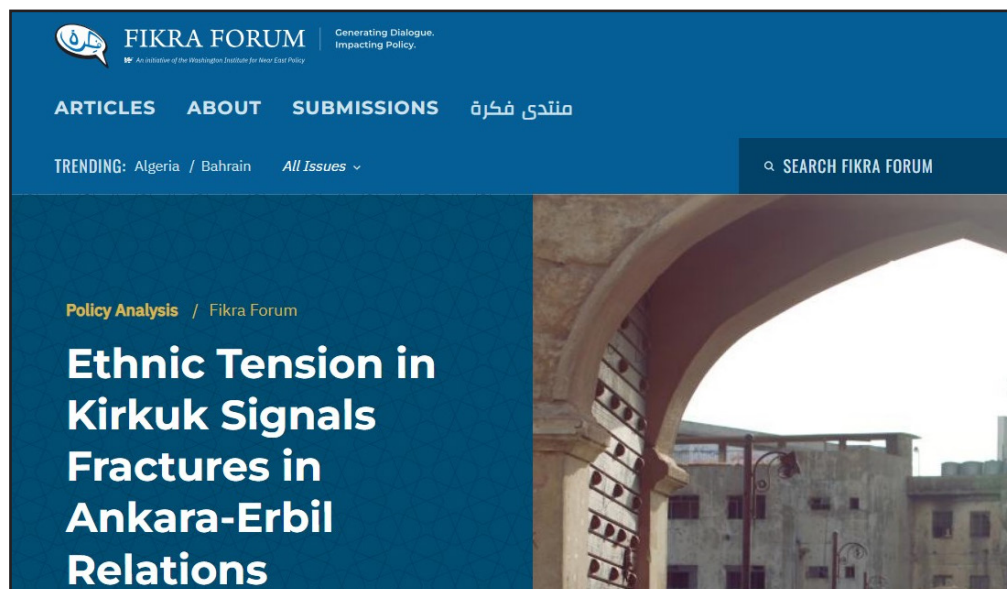 فكرة
FIKRA FORUM
An initiative of the Washington Institute for Near East Policy
Generating Dialogue.
Impacting Policy.
ARTICLES ABOUT SUBMISSIONS منتدى فكرة
TRENDING: Algeria / Bahrain All Issues
SEARCH FIKRA FORUM
Policy Analysis / Fikra Forum
Ethnic Tension in
Kirkuk Signals
Fractures in
Ankara-Erbil
Relations